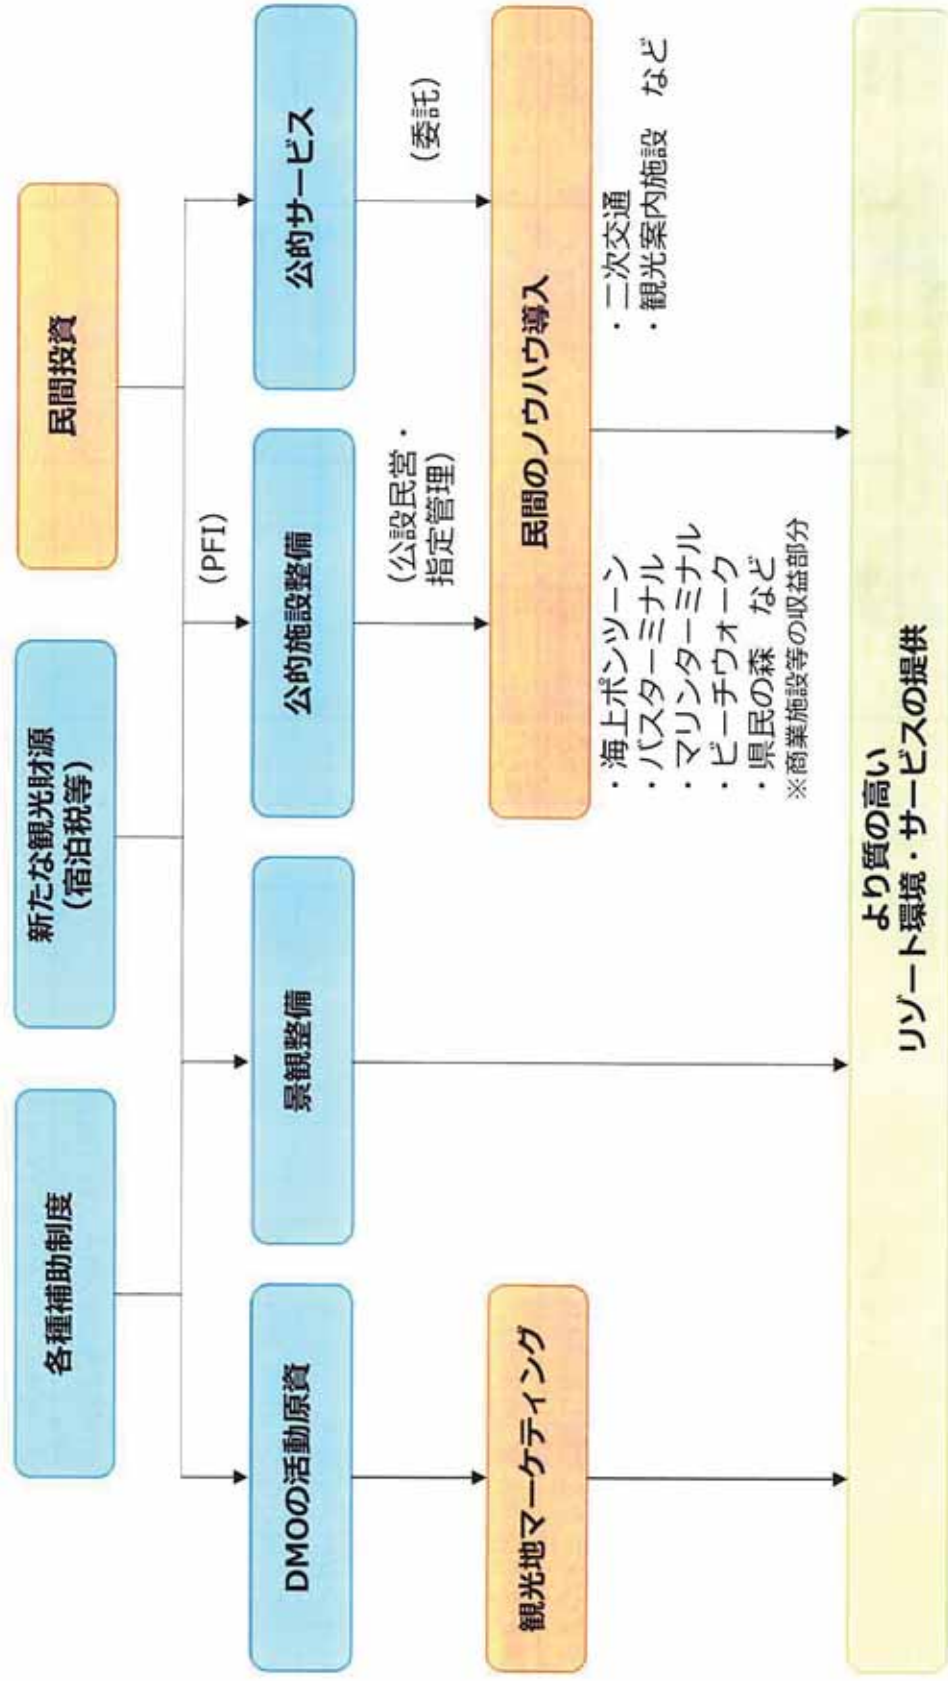 各種補助制度
新たな観光財源
(宿泊税等)
民間投資
(PFI)
DMOの活動原資
景観整備
公的施設整備
公的サービス
(公設民営・
指定管理)
(委託)
観光地マーケティング
民間のノウハウ導入
・海上ポンツーン
・バスターミナル
・マリンターミナル
・ビーチウォーク
・県民の森 など
※商業施設等の収益部分
・二次交通
・観光案内施設 など
より質の高い
リゾート環境・サービスの提供